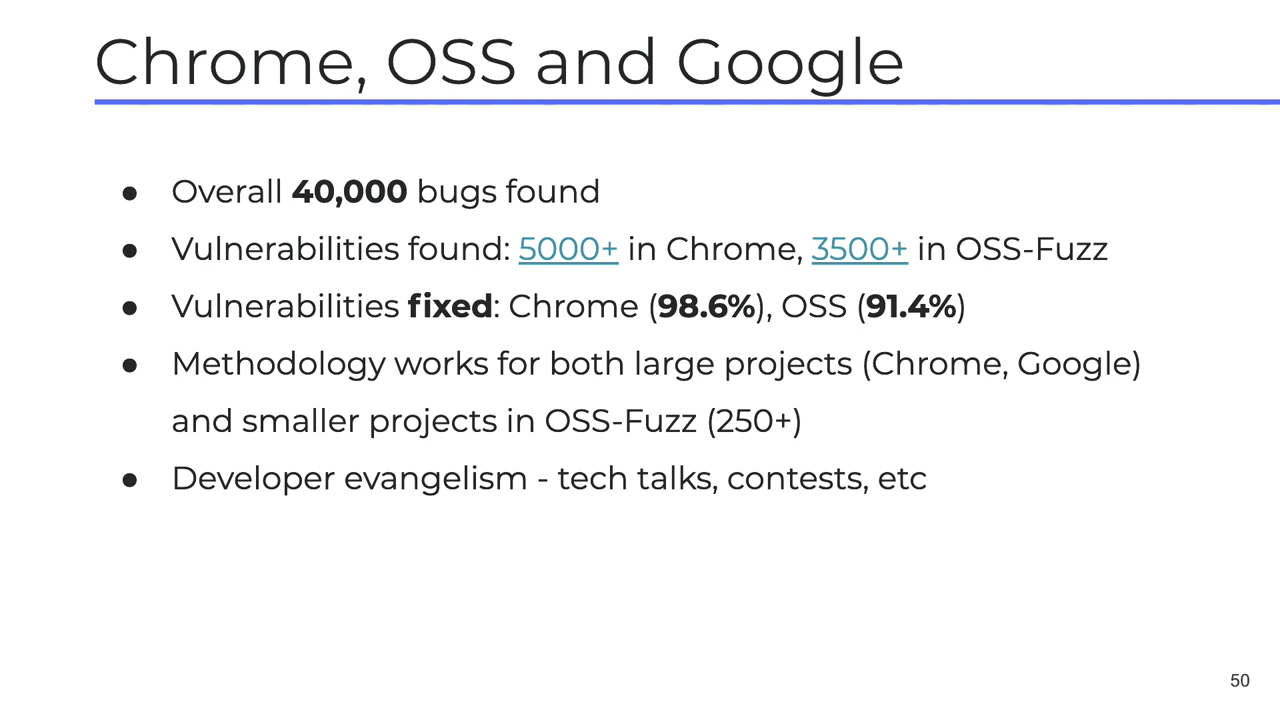 Chrome, OSS and Google
● Overall 40,000 bugs found
● Vulnerabilities found: 5000+ in Chrome, 3500+ in OSS-Fuzz
● Vulnerabilities fixed: Chrome (98.6%), OSS (91.4%)
● Methodology works for both large projects (Chrome, Google)
and smaller projects in OSS-Fuzz (250+)
● Developer evangelism - tech talks, contests, etc
50